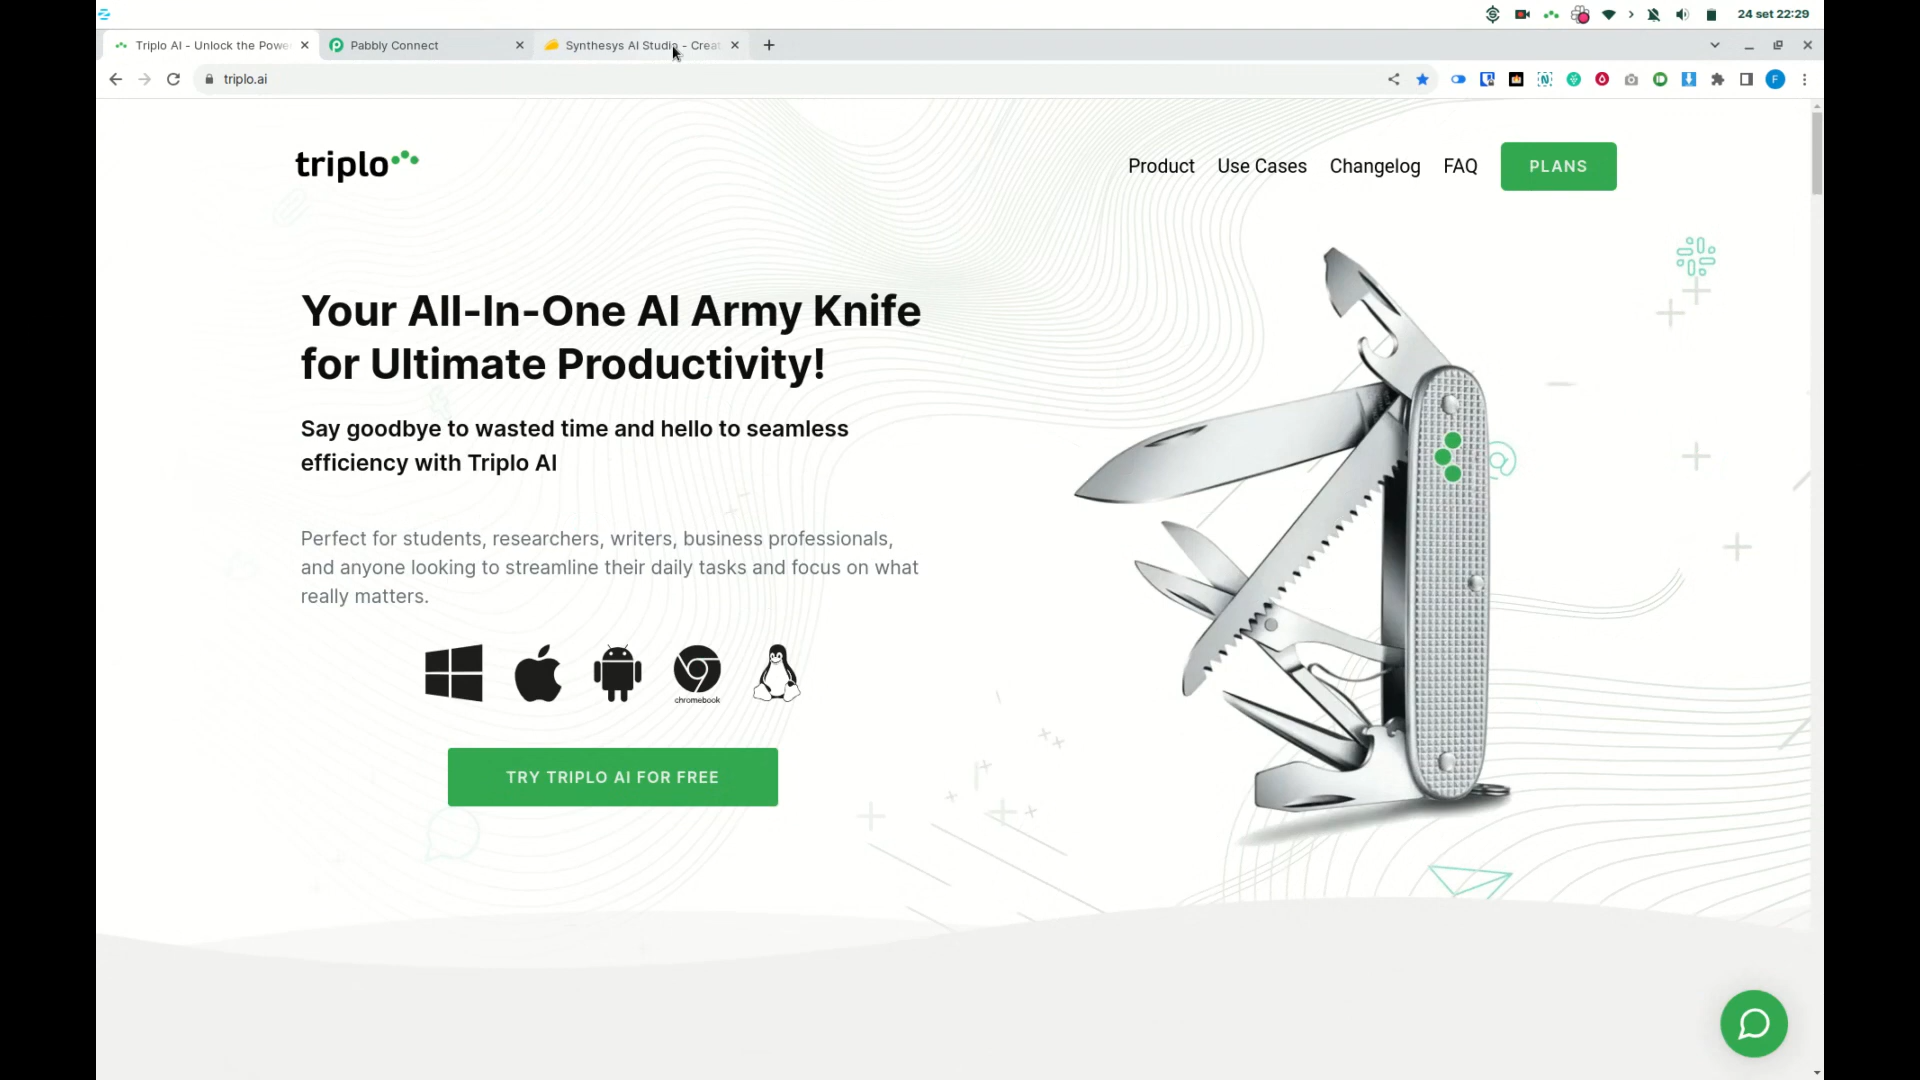 24 set 22:29
Triplo AI - Unlock the Powe
Pabbly Connect
Synthesys AI Studio - Creat
triplo.ai
F
triplo
Product
Use Cases
Changelog
FAQ
PLANS
Your All-In-One AI Army Knife
for Ultimate Productivity!
Say goodbye to wasted time and hello to seamless
efficiency with Triplo AI
Perfect for students, researchers, writers, business professionals,
and anyone looking to streamline their daily tasks and focus on what
really matters.
chromebook
TRY TRIPLO AI FOR FREE